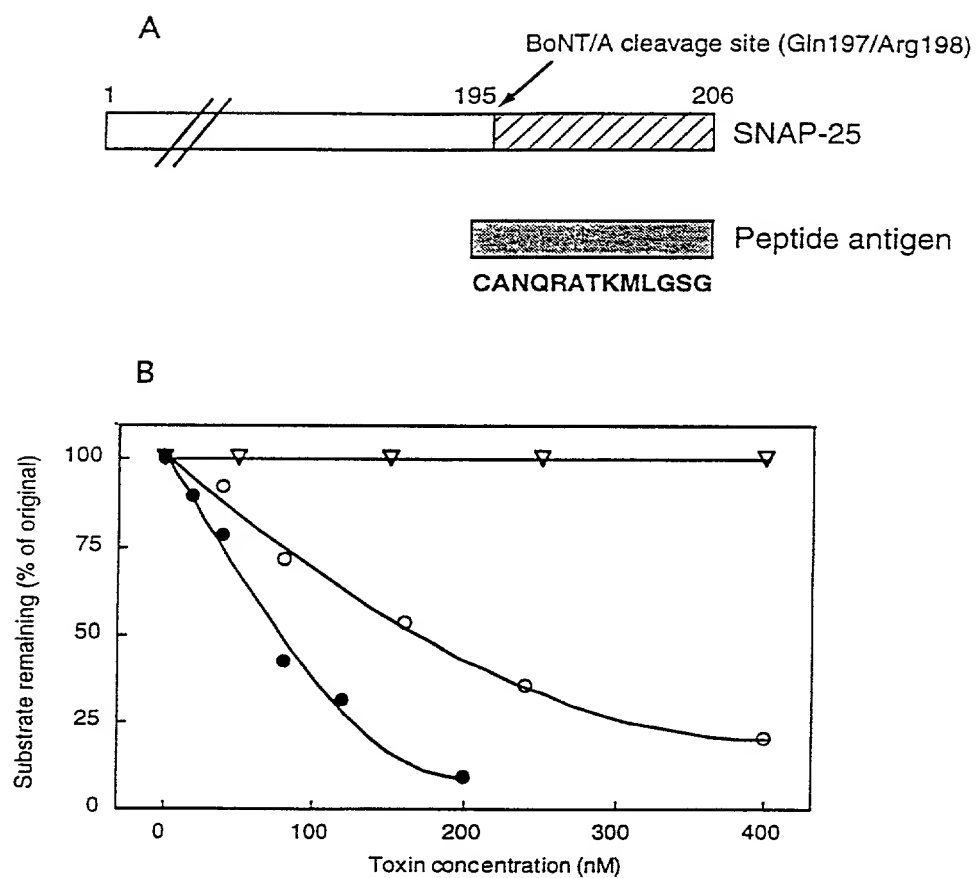 A
BoNT/A cleavage site (Gln197/Arg198)
1 195 206
SNAP-25
Peptide antigen
CANQRATKMLGSG
B
Substrate remaining (% of original)
100
75
50
25
0
0 100 200 300 400
Toxin concentration (nM)